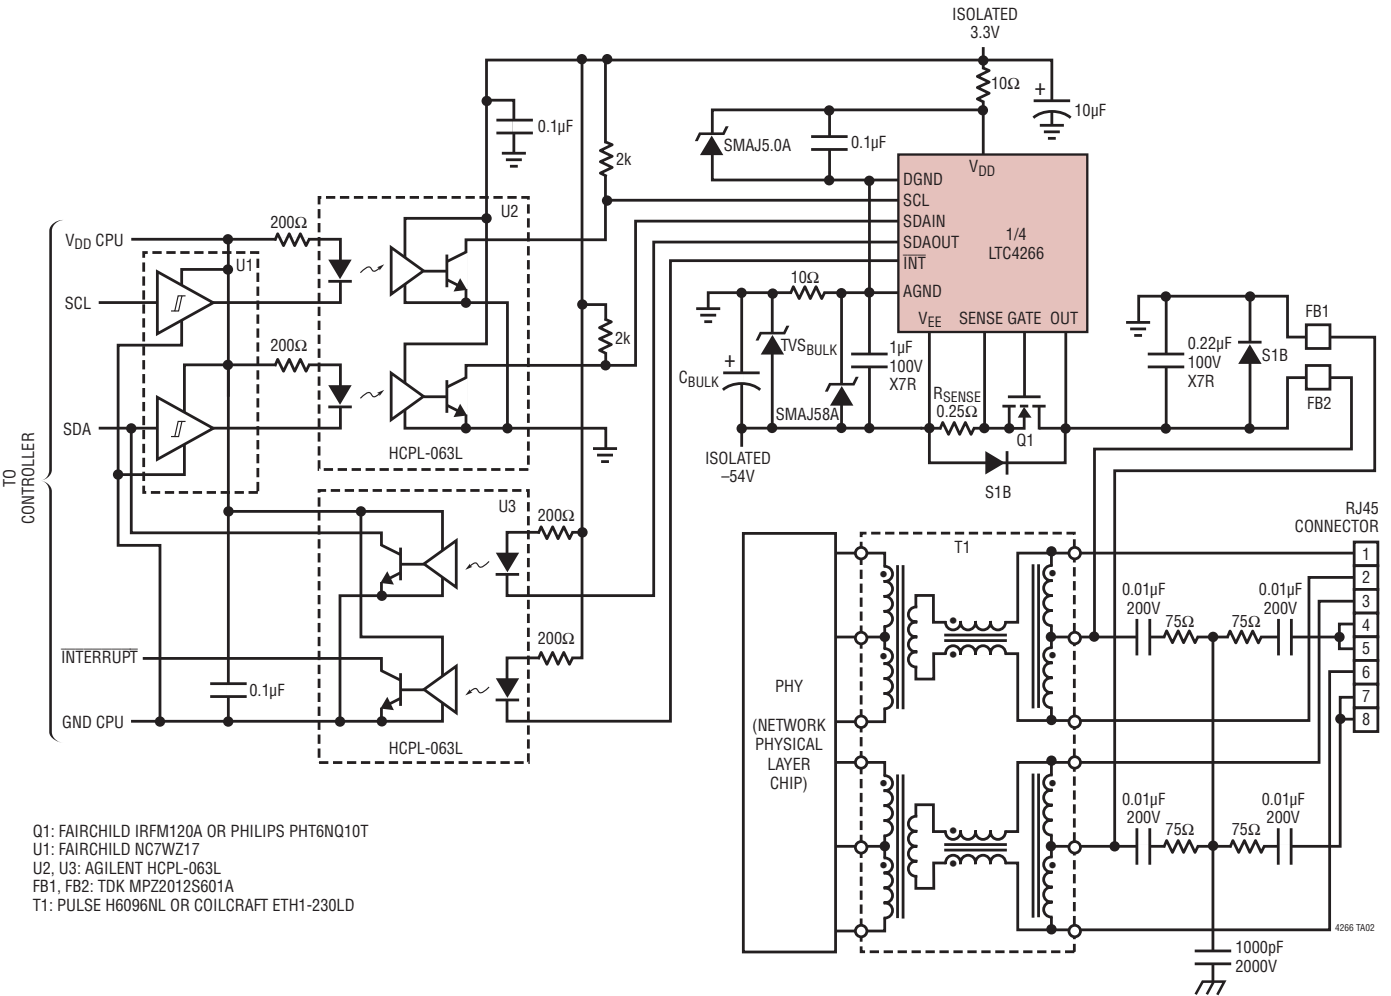 ISOLATED
3.3V
10Ω
+
10µF
0.1µF
2k
SMAJ5.0A
0.1µF
VDD
DGND
SCL
SDAIN
SDAOUT
INT
AGND
VEE SENSE GATE OUT
1/4
LTC4266
TO
CONTROLLER
VDD CPU
SCL
SDA
INTERRUPT
GND CPU
200Ω
U1
200Ω
U2
HCPL-063L
2k
U3
200Ω
200Ω
HCPL-063L
0.1µF
10Ω
+
CBULK
TVSBULK
SMAJ58A
1µF
100V
X7R
RSENSE
0.25Ω
Q1
S1B
ISOLATED
–54V
0.22µF
100V
X7R
S1B
FB1
FB2
PHY
(NETWORK
PHYSICAL
LAYER
CHIP)
T1
RJ45
CONNECTOR
1
2
3
4
5
6
7
8
0.01µF
200V
75Ω
75Ω
0.01µF
200V
0.01µF
200V
75Ω
75Ω
0.01µF
200V
1000pF
2000V
4266 TA02
Q1: FAIRCHILD IRFM120A OR PHILIPS PHT6NQ10T
U1: FAIRCHILD NC7WZ17
U2, U3: AGILENT HCPL-063L
FB1, FB2: TDK MPZ2012S601A
T1: PULSE H6096NL OR COILCRAFT ETH1-230LD